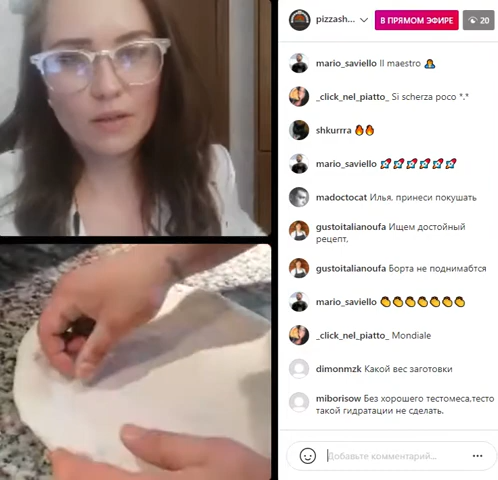 pizzash...
В ПРЯМОМ ЭФИРЕ
20
mario_saviello Il maestro
_click_nel_piatto_ Si scherza poco *.*
shkurrra
mario_saviello
madoctocat Илья, принеси покушать
gustoitalianoufa Ищем достойный
рецепт,
gustoitalianoufa Борта не поднимабтся
mario_saviello
_click_nel_piatto_ Mondiale
dimonmzk Какой вес заготовки
miborisow Без хорошего тестомеса,тесто
такой гидратации не сделать.
Добавьте комментарий...